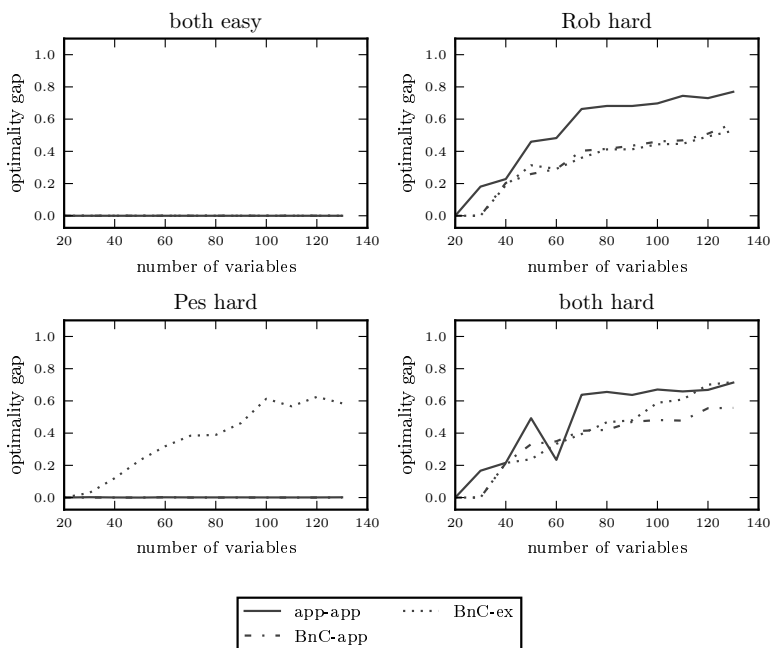 both easy
optimality gap
1.0
0.8
0.6
0.4
0.2
0.0
20 40 60 80 100 120 140
number of variables
Rob hard
optimality gap
1.0
0.8
0.6
0.4
0.2
0.0
20 40 60 80 100 120 140
number of variables
Pes hard
optimality gap
1.0
0.8
0.6
0.4
0.2
0.0
20 40 60 80 100 120 140
number of variables
both hard
optimality gap
1.0
0.8
0.6
0.4
0.2
0.0
20 40 60 80 100 120 140
number of variables
app-app
BnC-app
BnC-ex